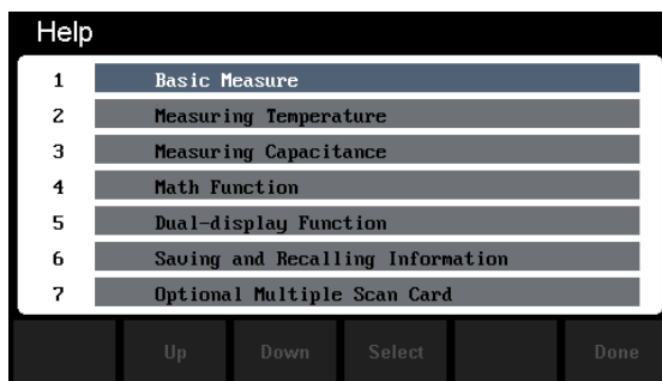 Help
1 Basic Measure
2 Measuring Temperature
3 Measuring Capacitance
4 Math Function
5 Dual-display Function
6 Saving and Recalling Information
7 Optional Multiple Scan Card
Up Down Select Done